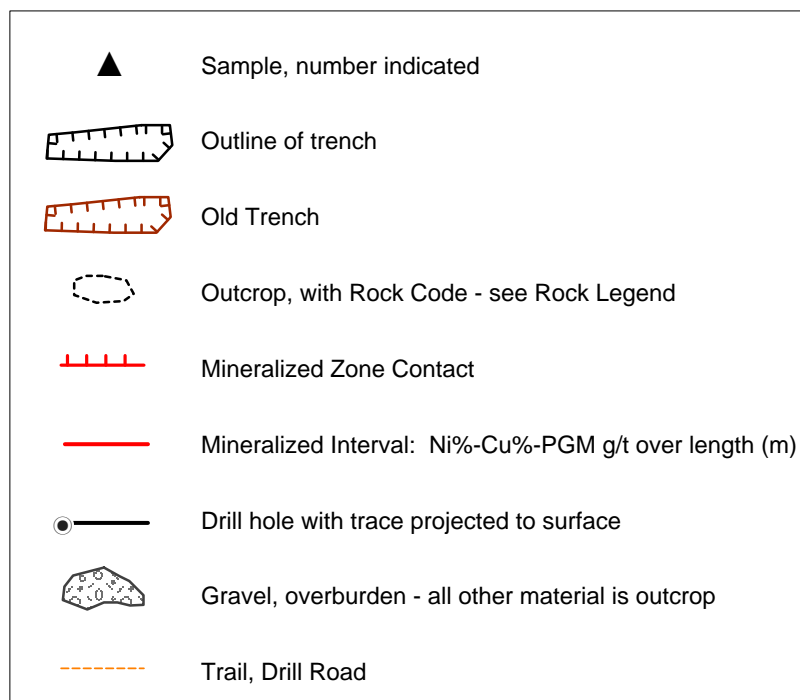 Sample, number indicated
Outline of trench
Old Trench
Outcrop, with Rock Code - see Rock Legend
Mineralized Zone Contact
Mineralized Interval:  Ni%-Cu%-PGM g/t over length (m)
Drill hole with trace projected to surface
Gravel, overburden - all other material is outcrop
Trail, Drill Road